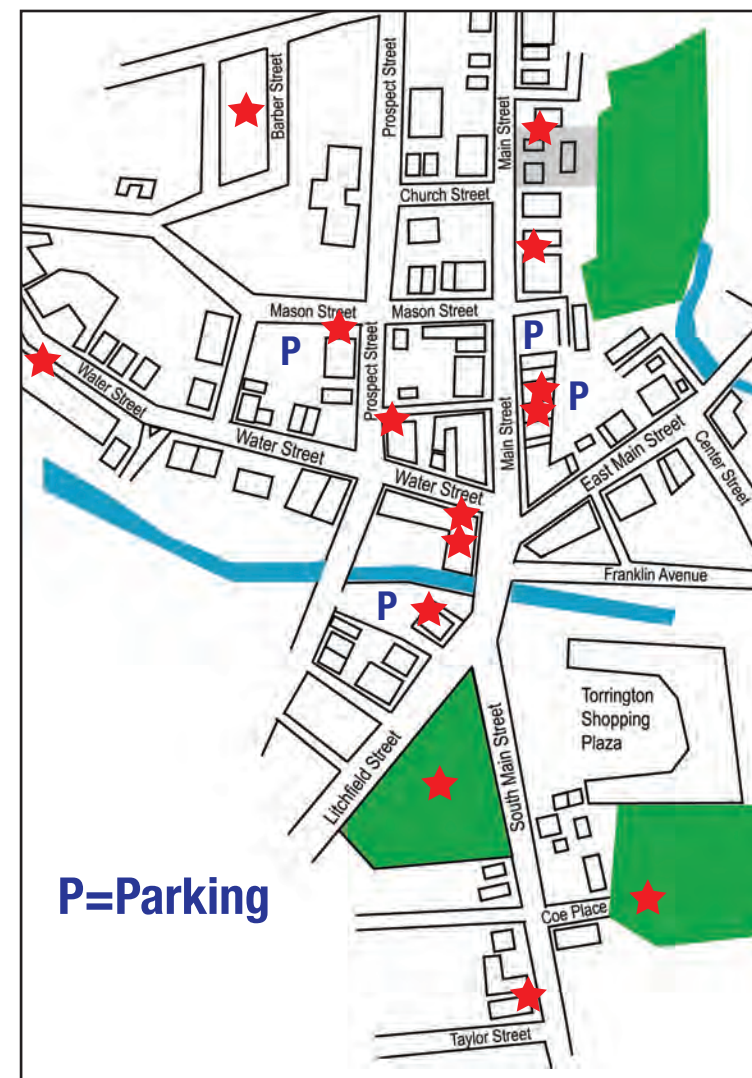 Barber Street
Prospect Street
Main Street
Church Street
Mason Street
Mason Street
P
P
Prospect Street
P
Water Street
Main Street
East Main Street
Center Street
Water Street
Water Street
Franklin Avenue
P
Torrington
Shopping
Plaza
Litchfield Street
South Main Street
P=Parking
Coe Place
Taylor Street